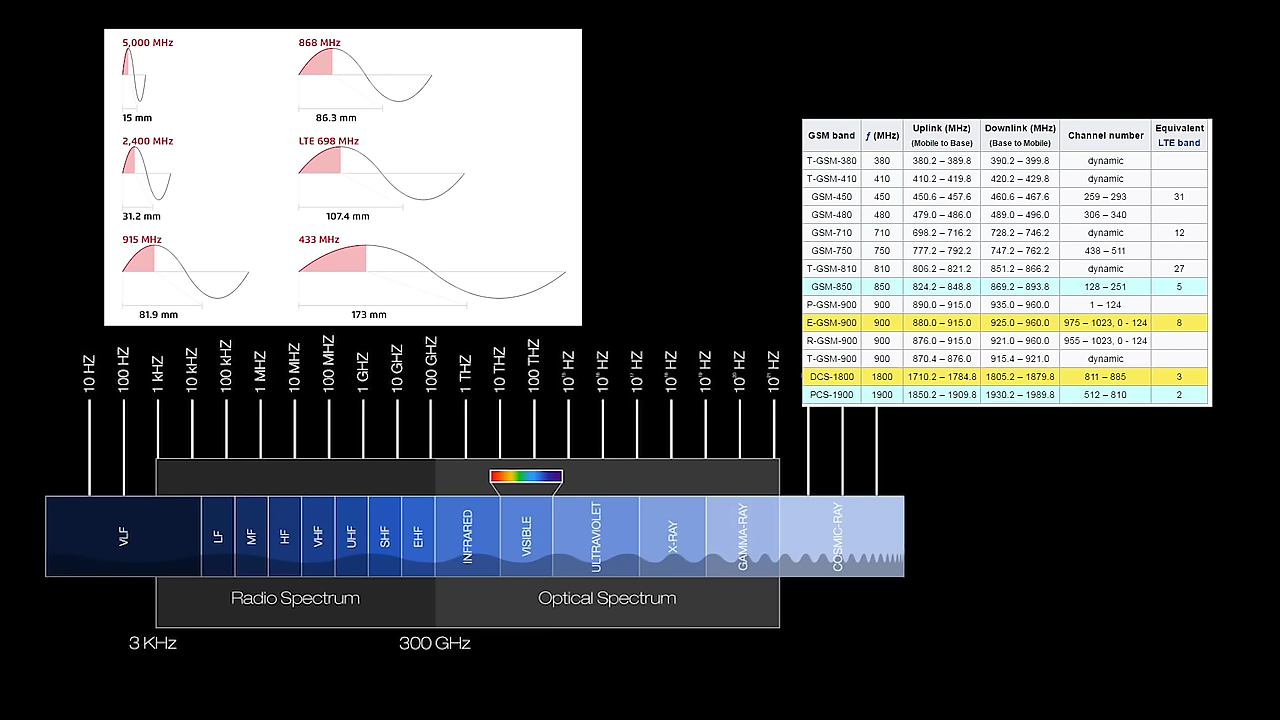 5,000 MHz
15 mm
868 MHz
86.3 mm
2,400 MHz
31.2 mm
LTE 698 MHz
107.4 mm
915 MHz
81.9 mm
433 MHz
173 mm
GSM band ƒ (MHz) Uplink (MHz) (Mobile to Base) Downlink (MHz) (Base to Mobile) Channel number Equivalent LTE band
T-GSM-380 380 380.2 – 389.8 390.2 – 399.8 dynamic
T-GSM-410 410 410.2 – 419.8 420.2 – 429.8 dynamic
GSM-450 450 450.6 – 457.6 460.6 – 467.6 259 – 293 31
GSM-480 480 479.0 – 486.0 489.0 – 496.0 306 – 340
GSM-710 710 698.2 – 716.2 728.2 – 746.2 dynamic 12
GSM-750 750 777.2 – 792.2 747.2 – 762.2 438 – 511
T-GSM-810 810 806.2 – 821.2 851.2 – 866.2 dynamic 27
GSM-850 850 824.2 – 848.8 869.2 – 893.8 128 – 251 5
P-GSM-900 900 890.0 – 915.0 935.0 – 960.0 1 – 124
E-GSM-900 900 880.0 – 915.0 925.0 – 960.0 975 – 1023, 0 - 124 8
R-GSM-900 900 876.0 – 915.0 921.0 – 960.0 955 – 1023, 0 - 124
T-GSM-900 900 870.4 – 876.0 915.4 – 921.0 dynamic
DCS-1800 1800 1710.2 – 1784.8 1805.2 – 1879.8 811 – 885 3
PCS-1900 1900 1850.2 – 1909.8 1930.2 – 1989.8 512 – 810 2
10 HZ
100 HZ
1 kHZ
10 kHZ
100 kHZ
1 MHZ
10 MHZ
100 MHZ
1 GHZ
10 GHZ
100 GHZ
1 THZ
10 THZ
100 THZ
VLF
LF
MF
HF
VHF
UHF
SHF
EHF
INFRARED
VISIBLE
ULTRAVIOLET
X-RAY
GAMMA-RAY
COSMIC-RAY
Radio Spectrum
Optical Spectrum
3 KHz
300 GHz